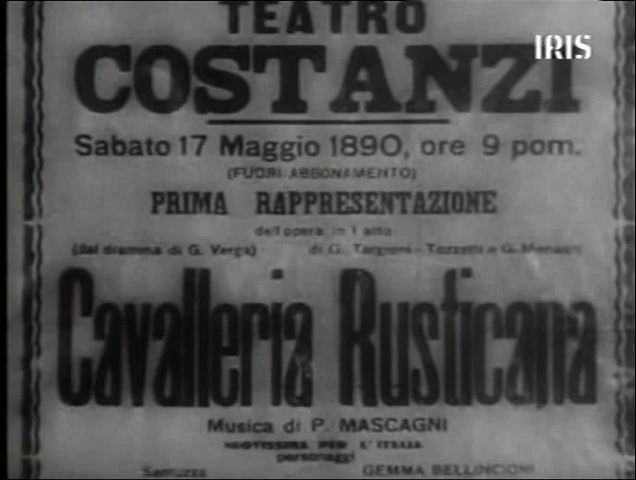 TEATRO
IRIS
COSTANZI
Sabato 17 Maggio 1890, ore 9 pom.
(FUORI ABBONAMENTO)
PRIMA RAPPRESENTAZIONE
dell'opera in 1 atto
(dal dramma di G. Verga) di G. Targioni-Tozzetti e G. Menasci
Cavalleria Rusticana
Musica di P. MASCAGNI
NUOVISSIMA PER L'ITALIA
personaggi
Santuzza GEMMA BELLINCIONI